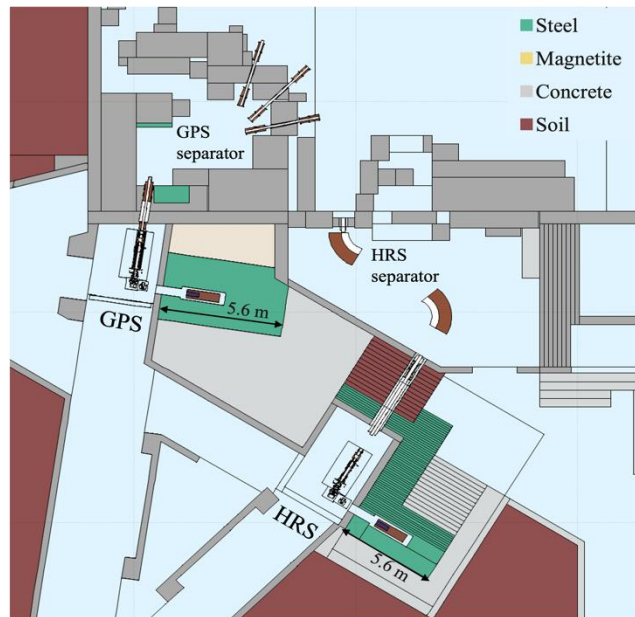 Steel
Magnetite
Concrete
Soil
GPS
separator
HRS
separator
5.6 m
GPS
HRS
5.6 m